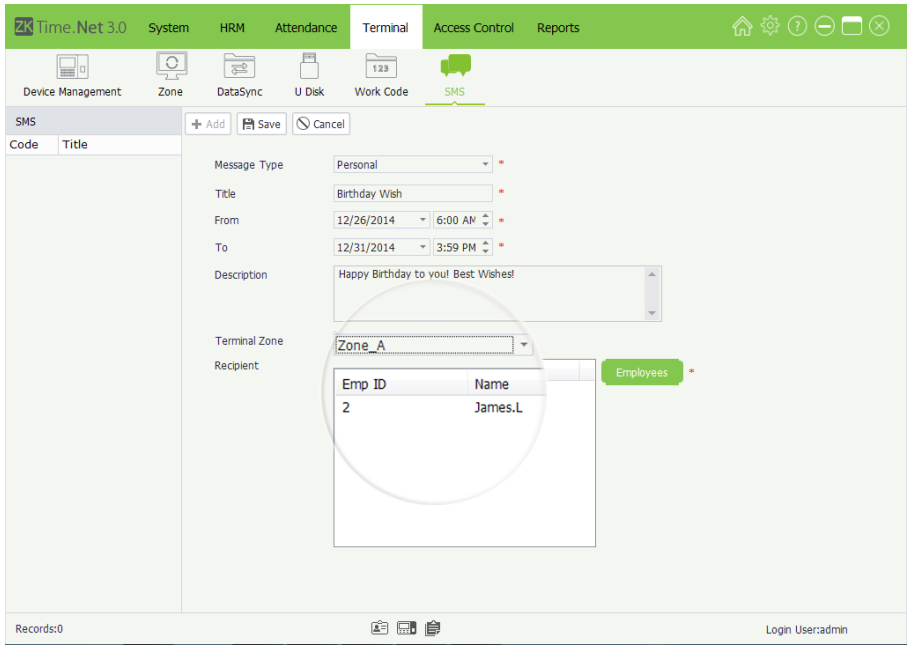 ZK Time.Net 3.0 System HRM Attendance Terminal Access Control Reports
Device Management Zone DataSync U Disk 123 Work Code SMS
SMS
Code Title
Add Save Cancel
Message Type Personal *
Title Birthday Wish *
From 12/26/2014 6:00 AM *
To 12/31/2014 3:59 PM *
Description Happy Birthday to you! Best Wishes!
Terminal Zone Zone_A
Recipient Employees *
Emp ID Name
2 James.L
Records:0 Login User:admin